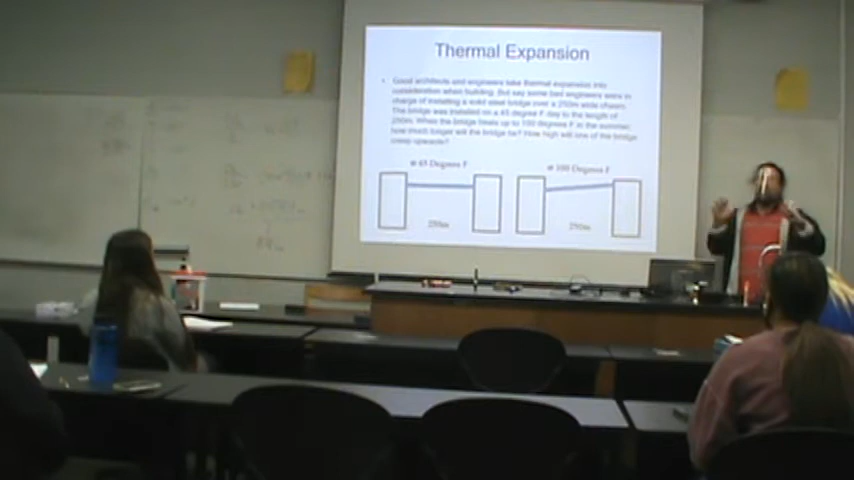 Thermal Expansion
• Good architects and engineers take thermal expansion into
consideration when building. But say some bad engineers were in
charge of installing a solid steel bridge over a 250m wide chasm.
The bridge was installed on a 45 degree F day to the length of
250m. When the bridge heats up to 100 degrees F in the summer,
how much longer will the bridge be? How high will one of the bridge
creep upwards?
@ 45 Degrees F
@ 100 Degrees F
250m
250m